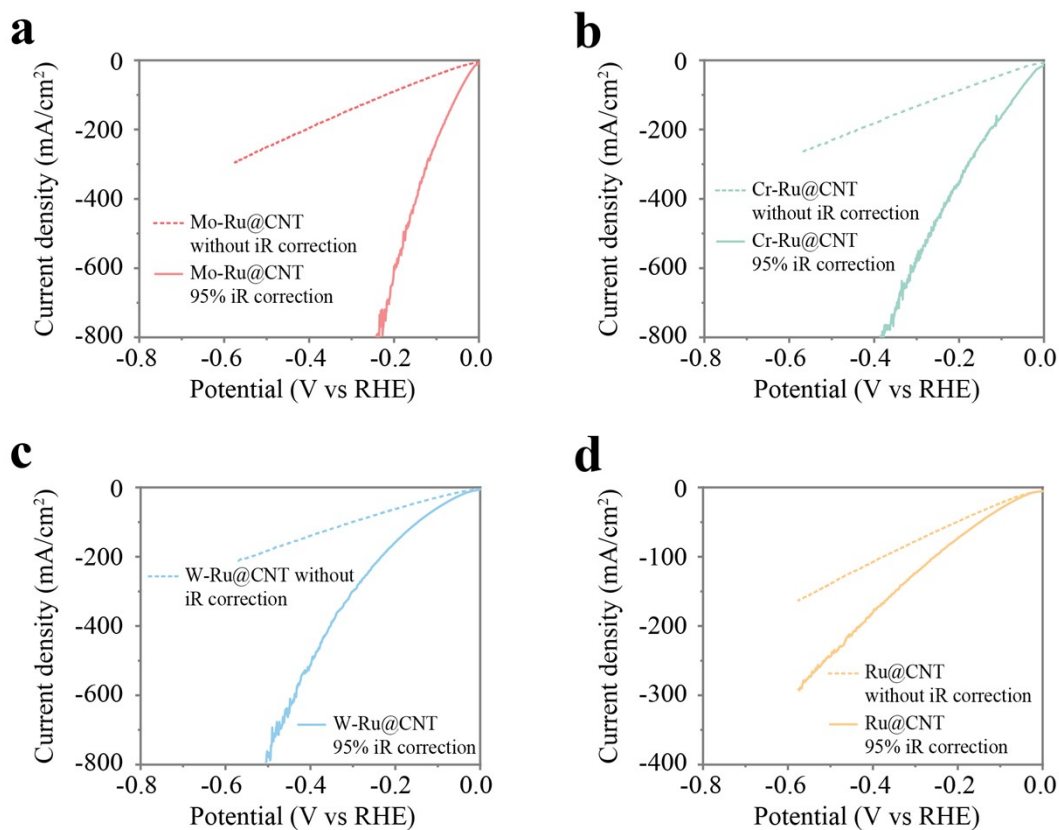 a
Current density (mA/cm²)
0
-200
-400
-600
-800
Mo-Ru@CNT
without iR correction
Mo-Ru@CNT
95% iR correction
-0.8
-0.6
-0.4
-0.2
0.0
Potential (V vs RHE)
b
Current density (mA/cm²)
0
-200
-400
-600
-800
Cr-Ru@CNT
without iR correction
Cr-Ru@CNT
95% iR correction
-0.8
-0.6
-0.4
-0.2
0.0
Potential (V vs RHE)
c
Current density (mA/cm²)
0
-200
-400
-600
-800
W-Ru@CNT without
iR correction
W-Ru@CNT
95% iR correction
-0.8
-0.6
-0.4
-0.2
0.0
Potential (V vs RHE)
d
Current density (mA/cm²)
0
-100
-200
-300
-400
Ru@CNT
without iR correction
Ru@CNT
95% iR correction
-0.8
-0.6
-0.4
-0.2
0.0
Potential (V vs RHE)